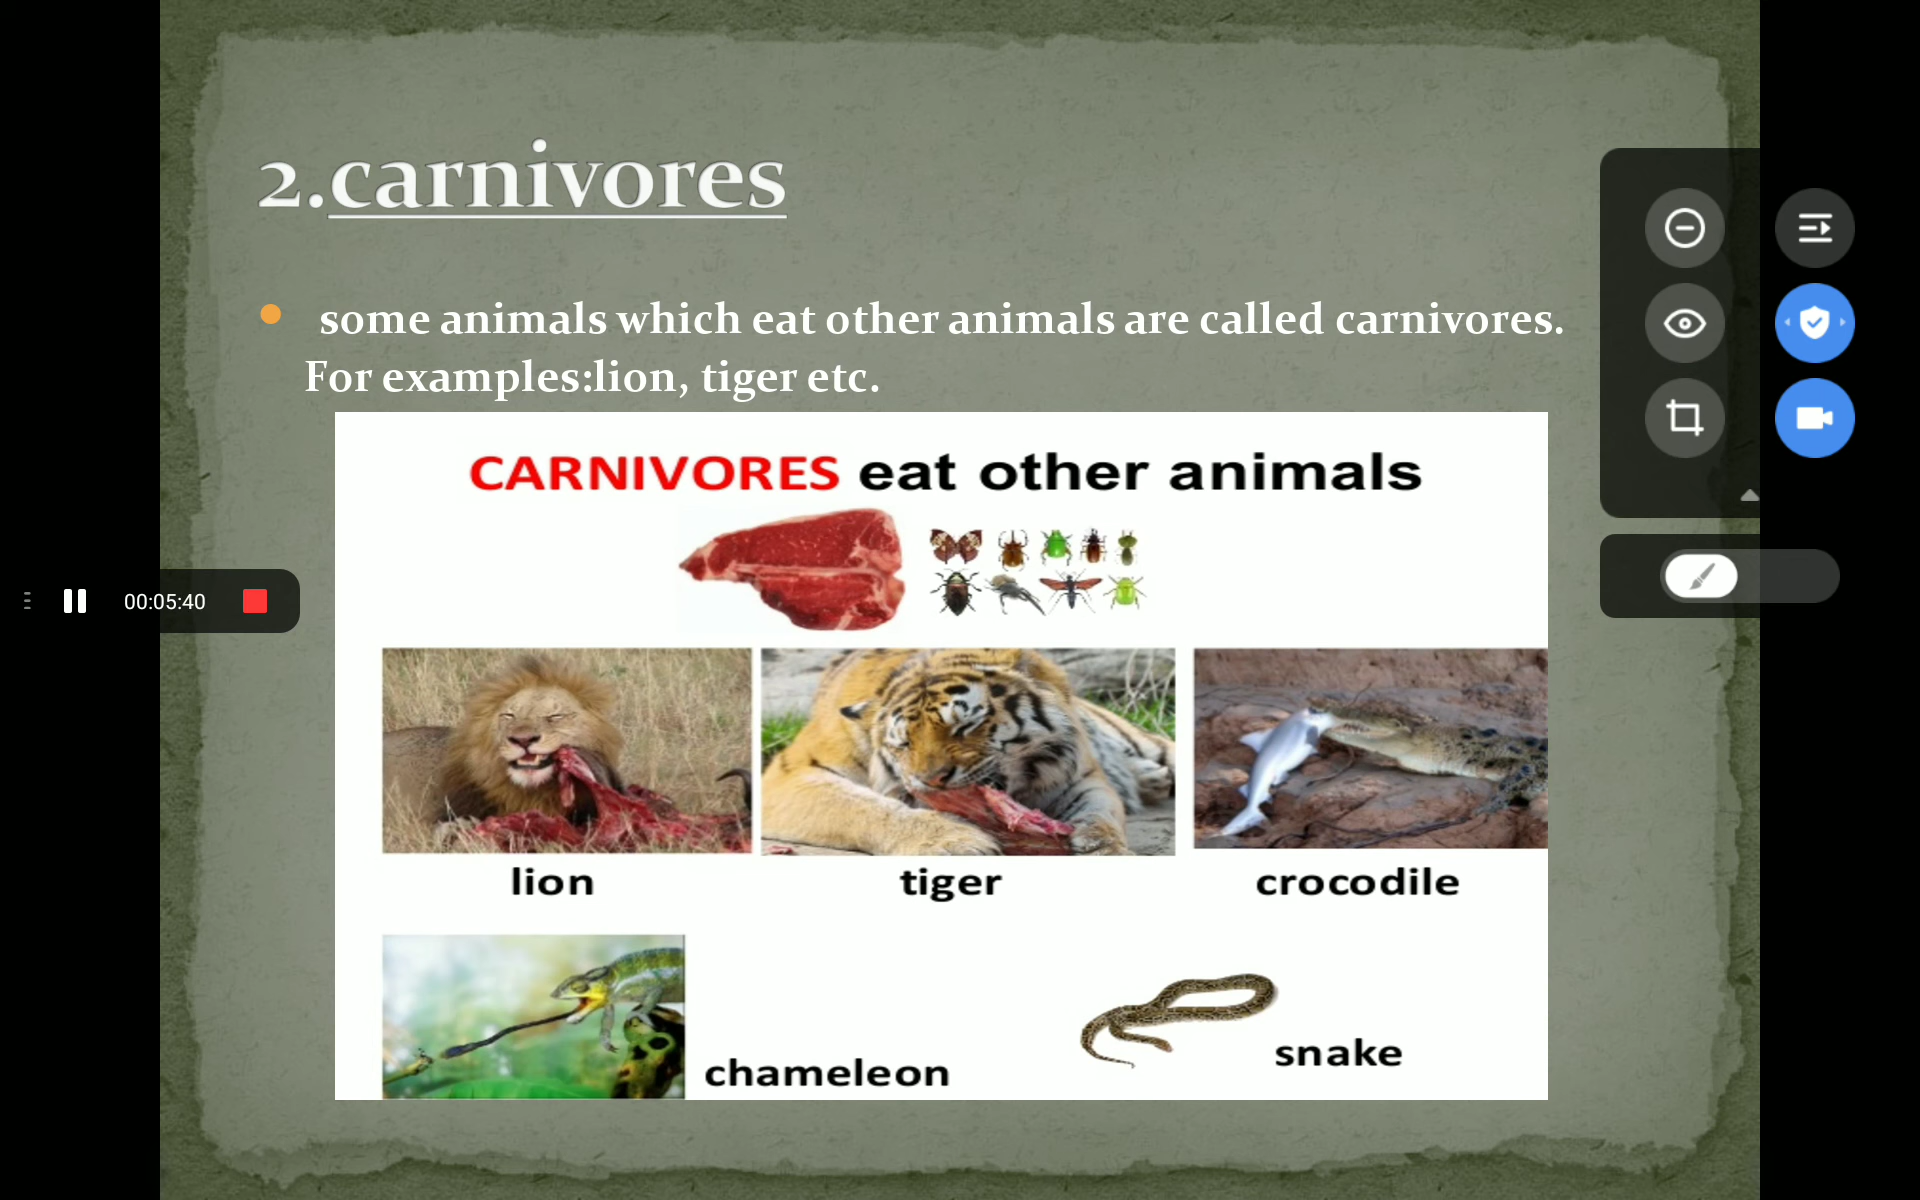 2.carnivores
some animals which eat other animals are called carnivores.
For examples:lion, tiger etc.
CARNIVORES eat other animals
00:05:40
lion
tiger
crocodile
chameleon
snake